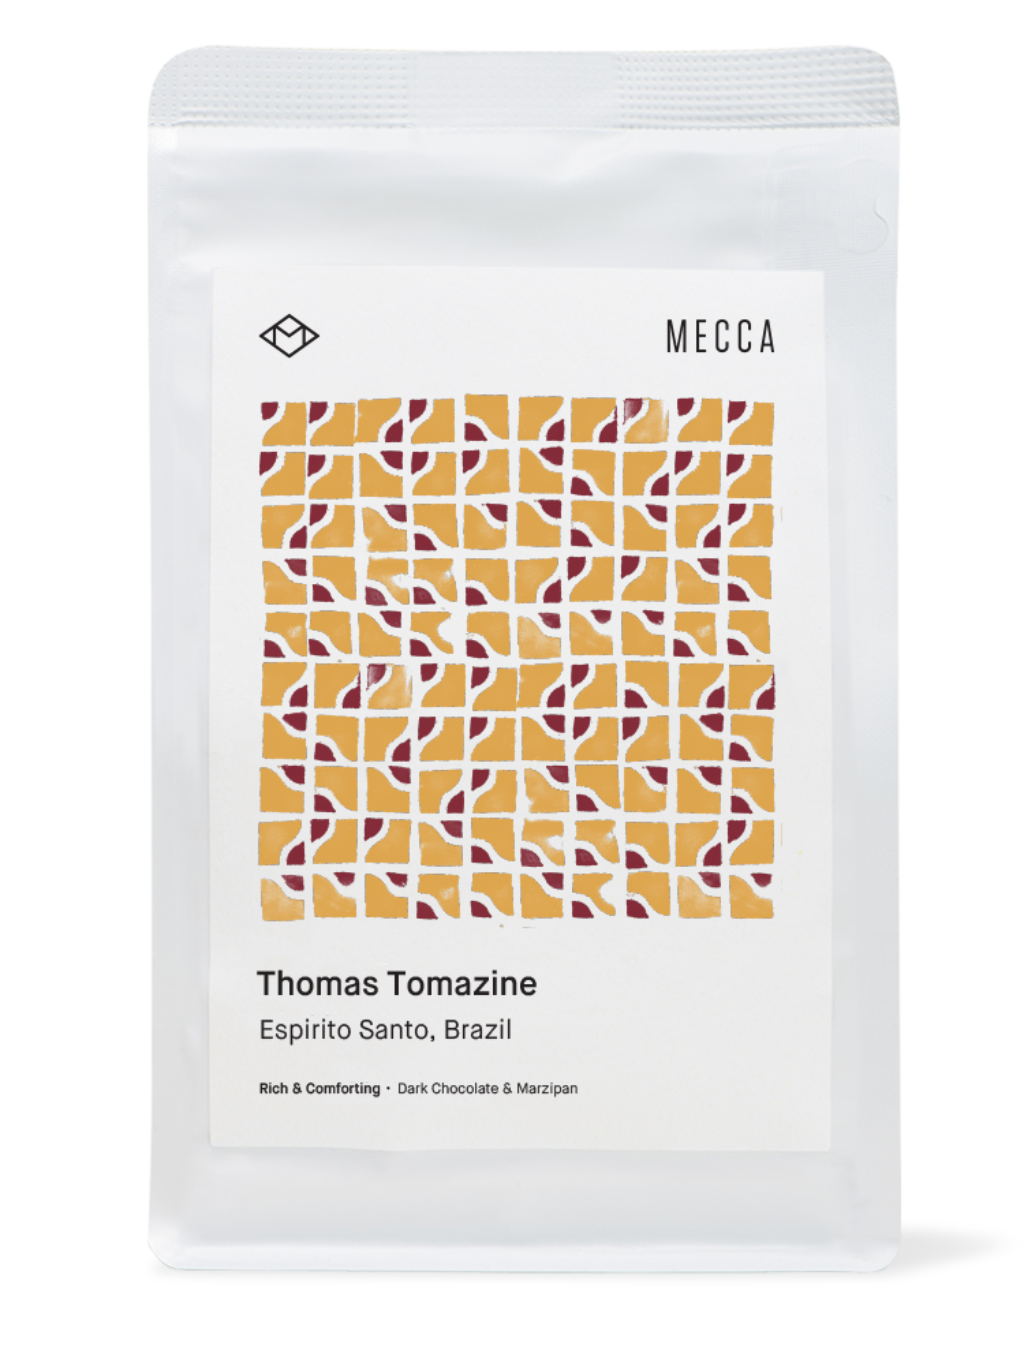 MECCA
Thomas Tomazine
Espirito Santo, Brazil
Rich & Comforting • Dark Chocolate & Marzipan